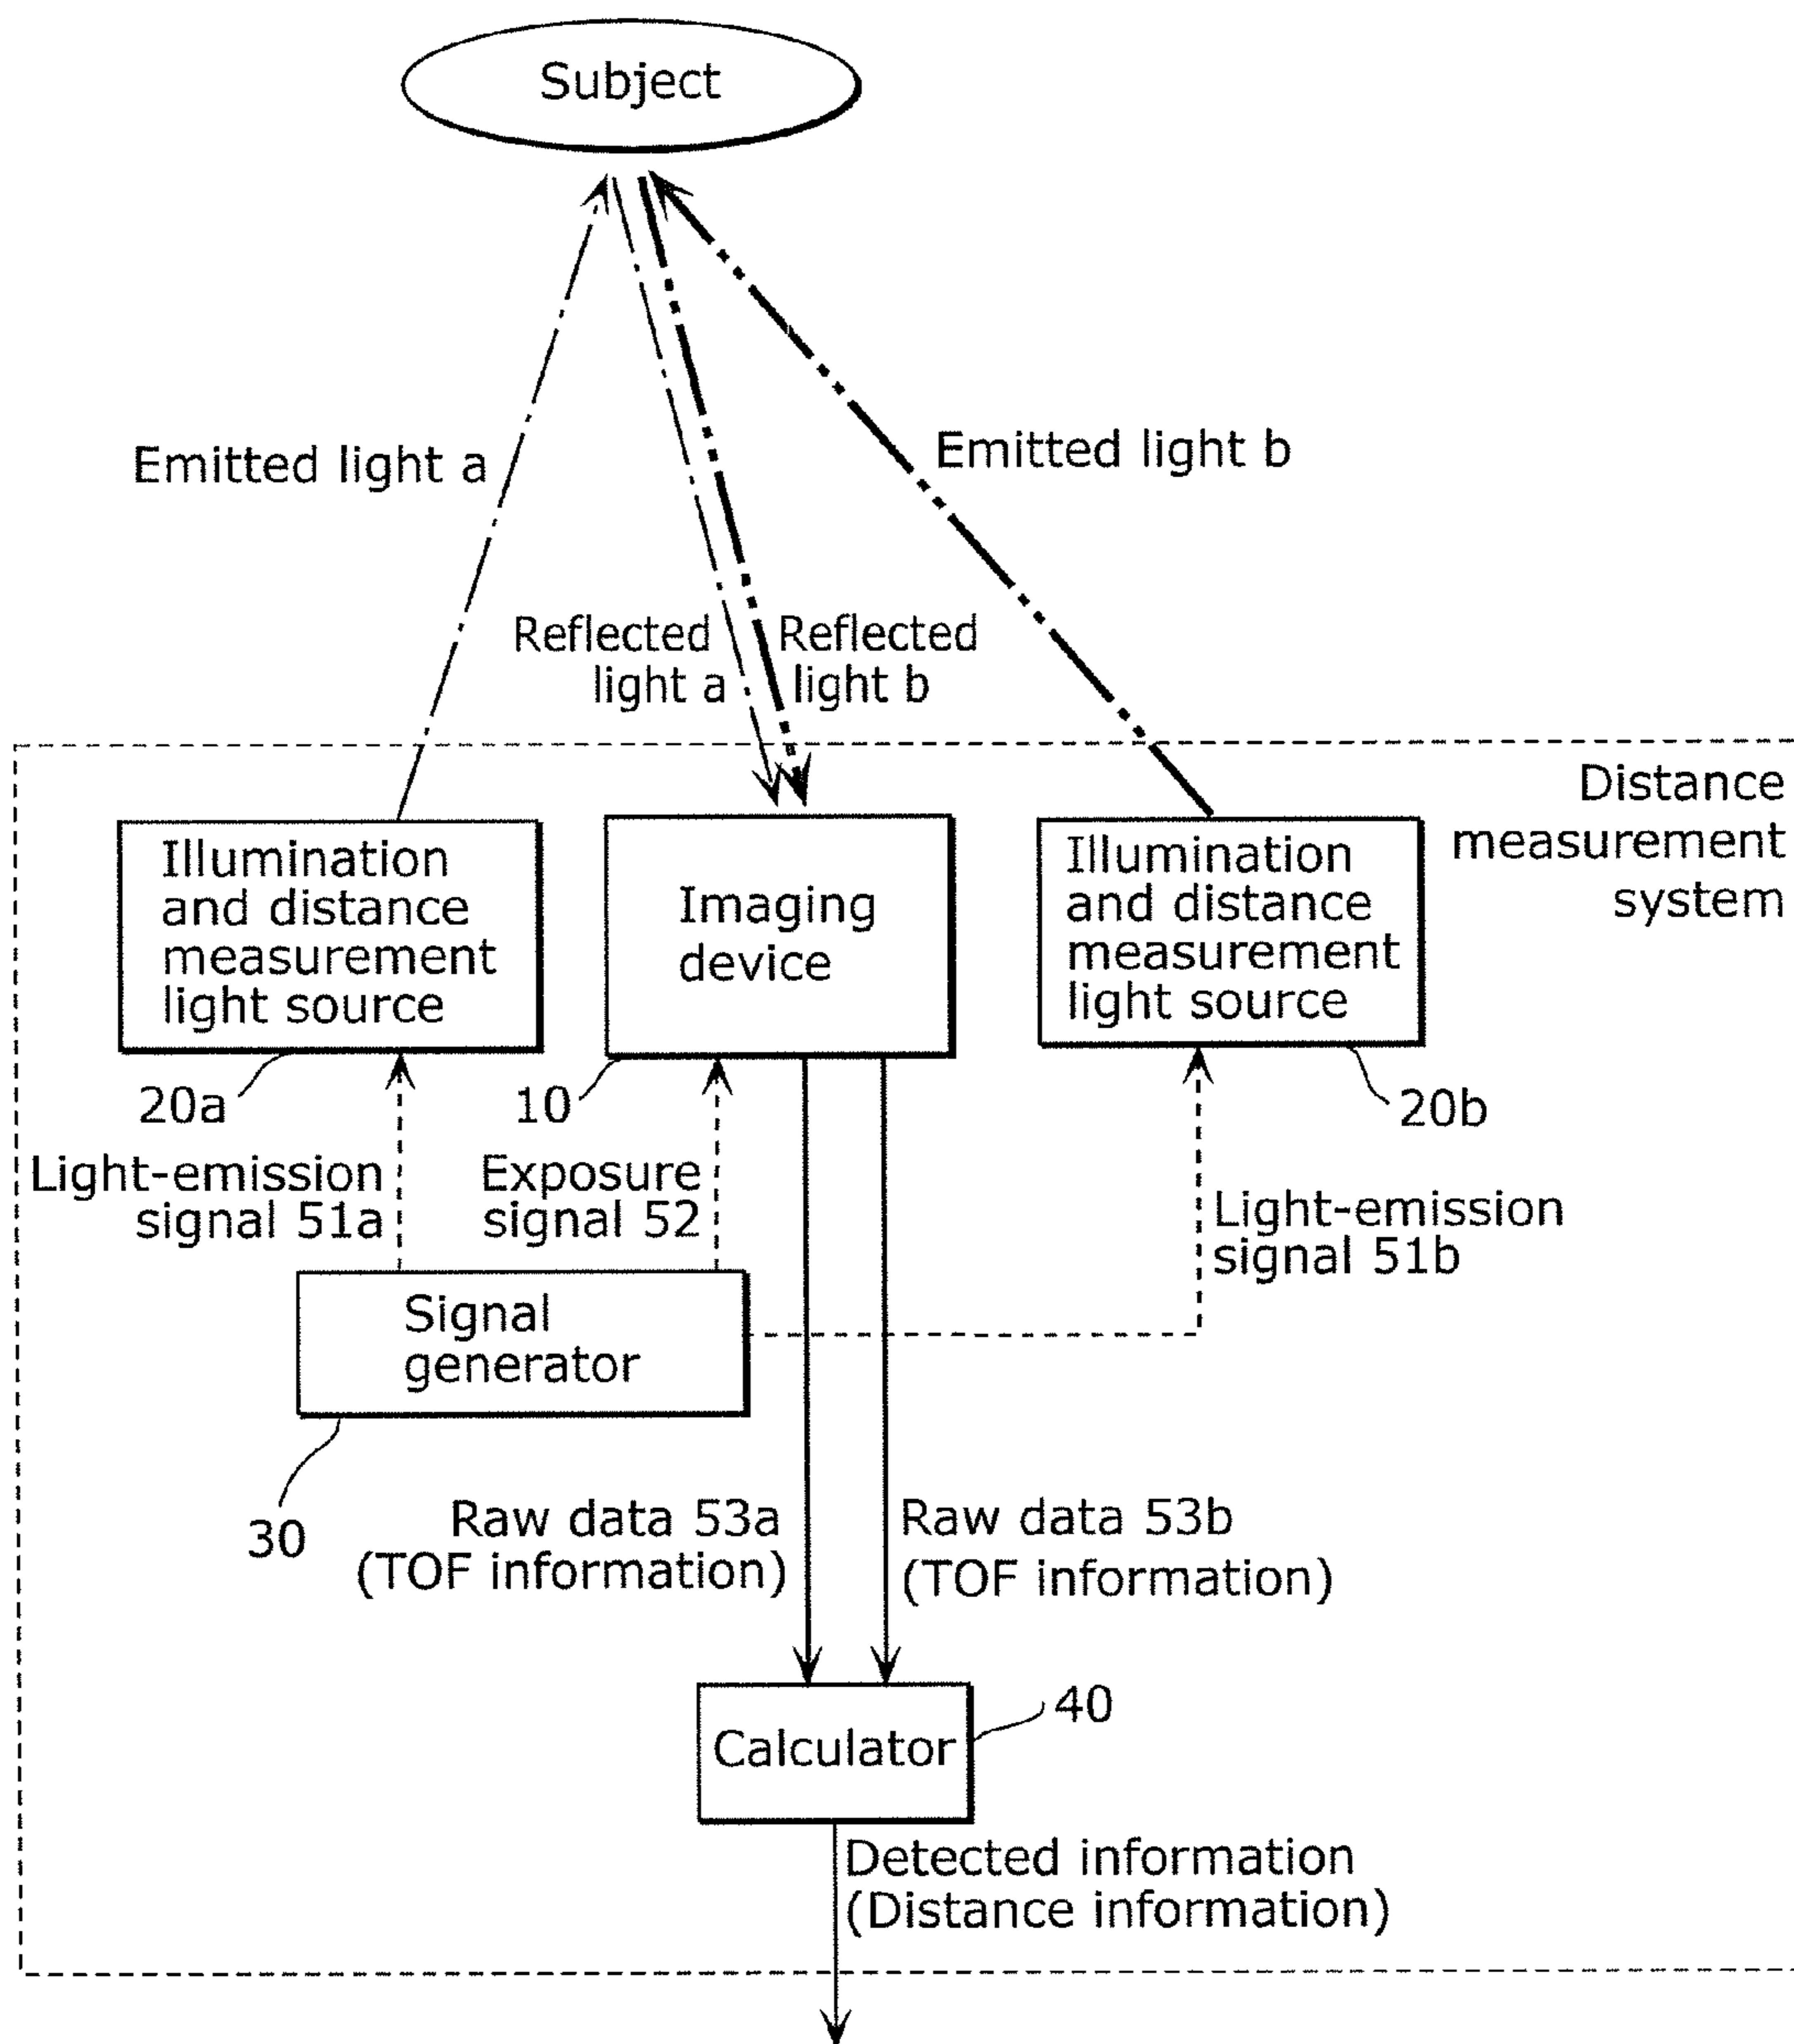 Subject
Emitted light a
Emitted light b
Reflected
light a
Reflected
light b
Distance
measurement
system
Illumination
and distance
measurement
light source
Imaging
device
Illumination
and distance
measurement
light source
20a
10
20b
Light-emission
signal 51a
Exposure
signal 52
Light-emission
signal 51b
Signal
generator
30
Raw data 53a
(TOF information)
Raw data 53b
(TOF information)
40
Calculator
Detected information
(Distance information)